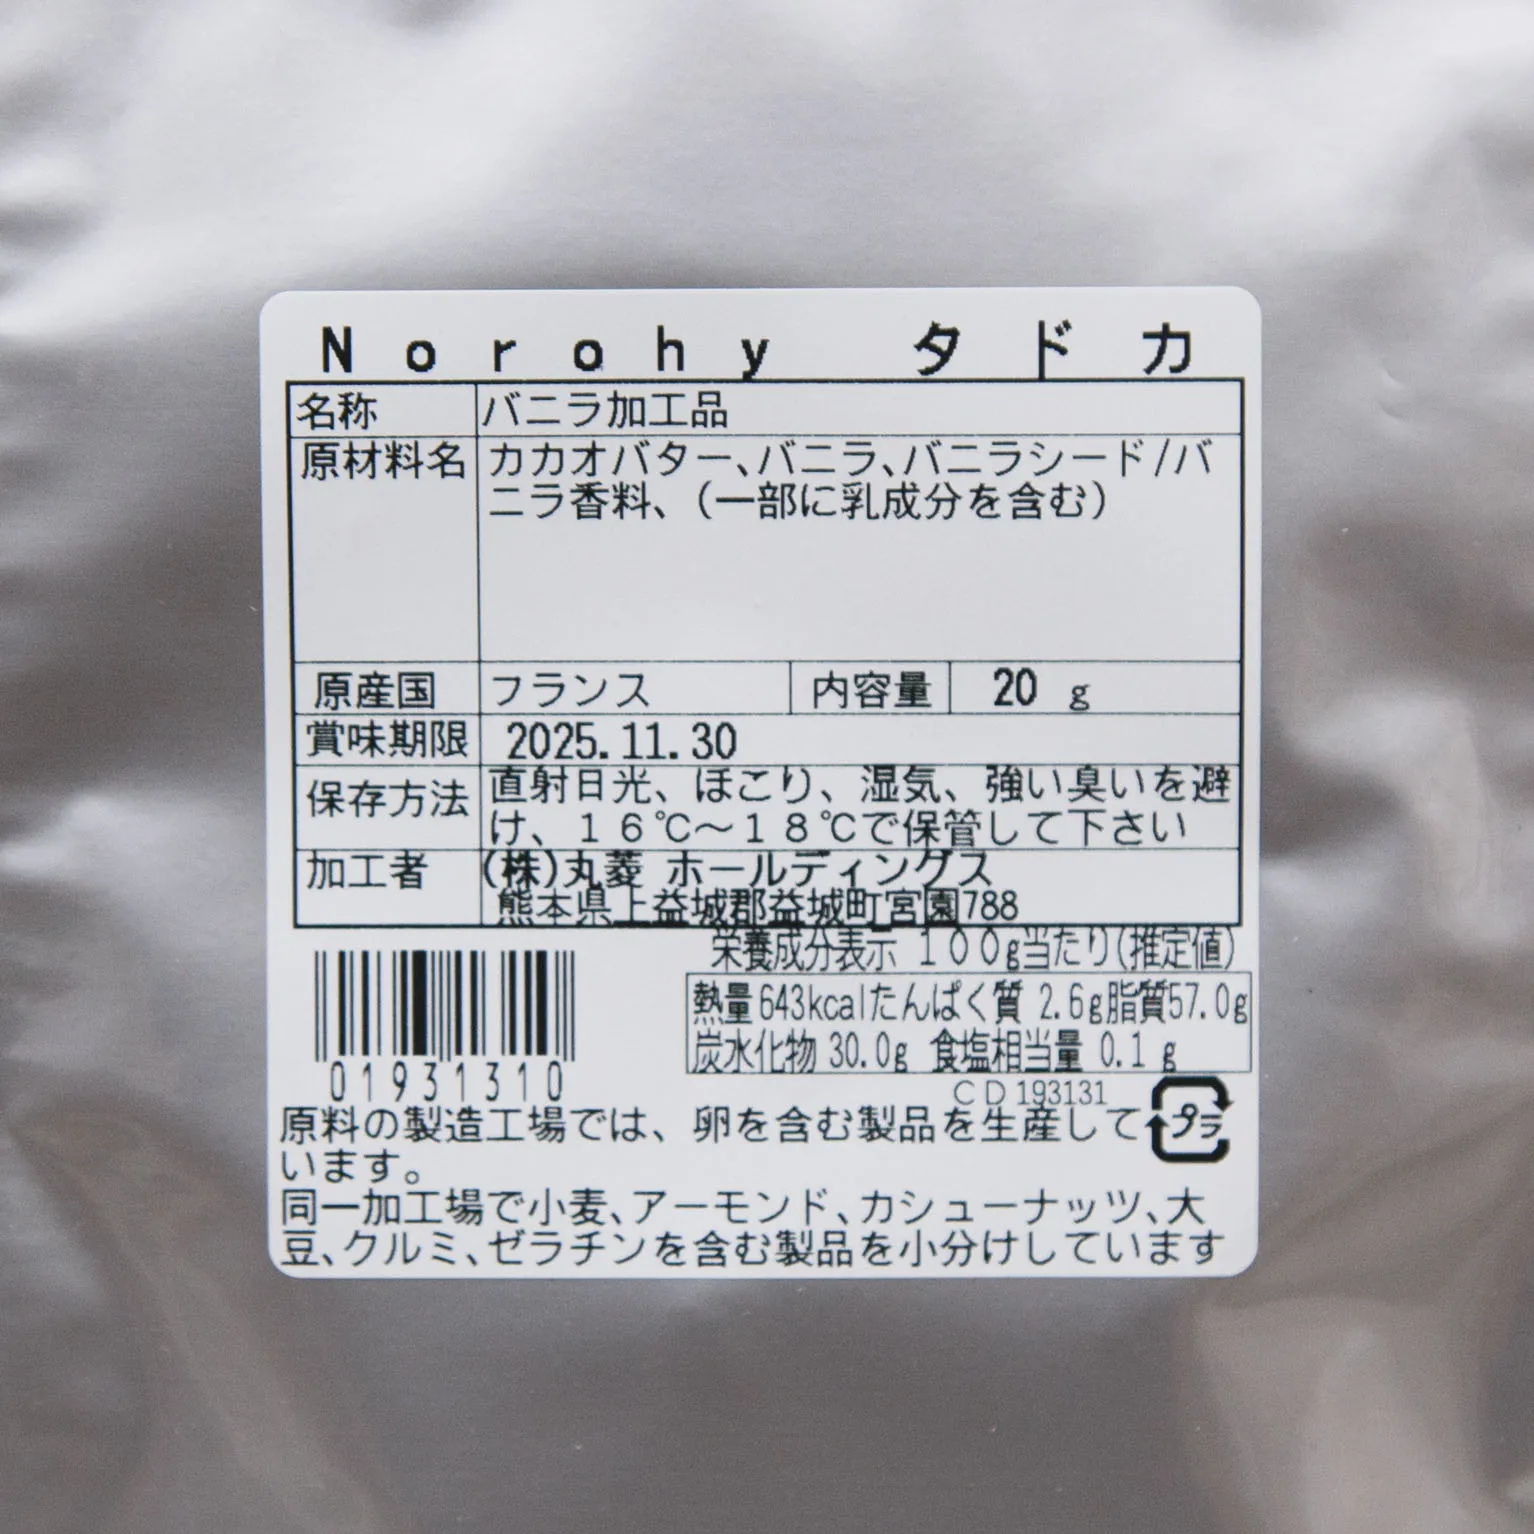 Norohy タドカ
名称 バニラ加工品
原材料名 カカオバター、バニラ、バニラシード/バ
ニラ香料、(一部に乳成分を含む)
原産国 フランス 内容量 20 g
賞味期限 2025.11.30
保存方法 直射日光、ほこり、湿気、強い臭いを避
け、16℃～18℃で保管して下さい
加工者 (株)丸菱 ホールディングス
熊本県上益城郡益城町宮園788
栄養成分表示 100g当たり(推定値)
熱量643kcalたんぱく質 2.6g脂質57.0g
炭水化物 30.0g 食塩相当量 0.1 g
01931310
CD193131
プラ
原料の製造工場では、卵を含む製品を生産して
います。
同一加工場で小麦、アーモンド、カシューナッツ、大
豆、クルミ、ゼラチンを含む製品を小分けしています